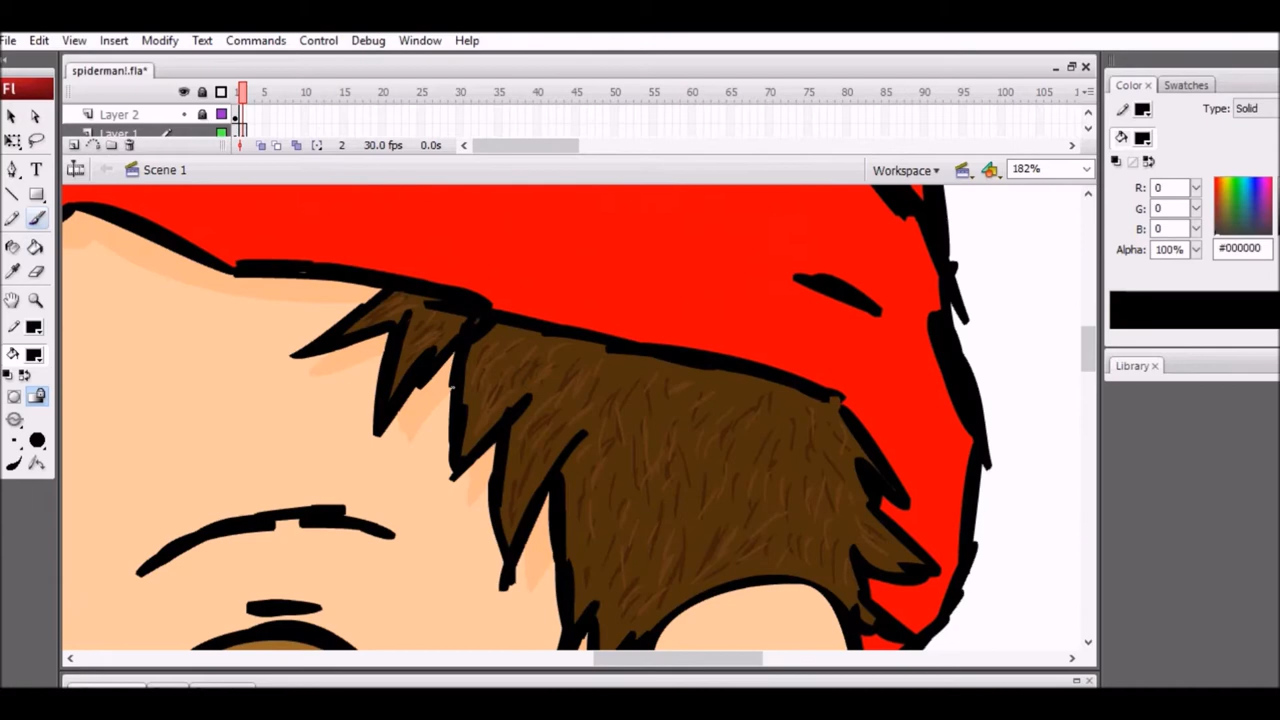 File Edit View Insert Modify Text Commands Control Debug Window Help
Fl
spiderman!.fla*
5 10 15 20 25 30 35 40 45 50 55 60 65 70 75 80 85 90 95 100 105
Layer 2
Layer 1
2 30.0 fps 0.0s
Scene 1
Workspace
182%
Color Swatches
Type: Solid
R: 0
G: 0
B: 0
Alpha: 100%
#000000
Library